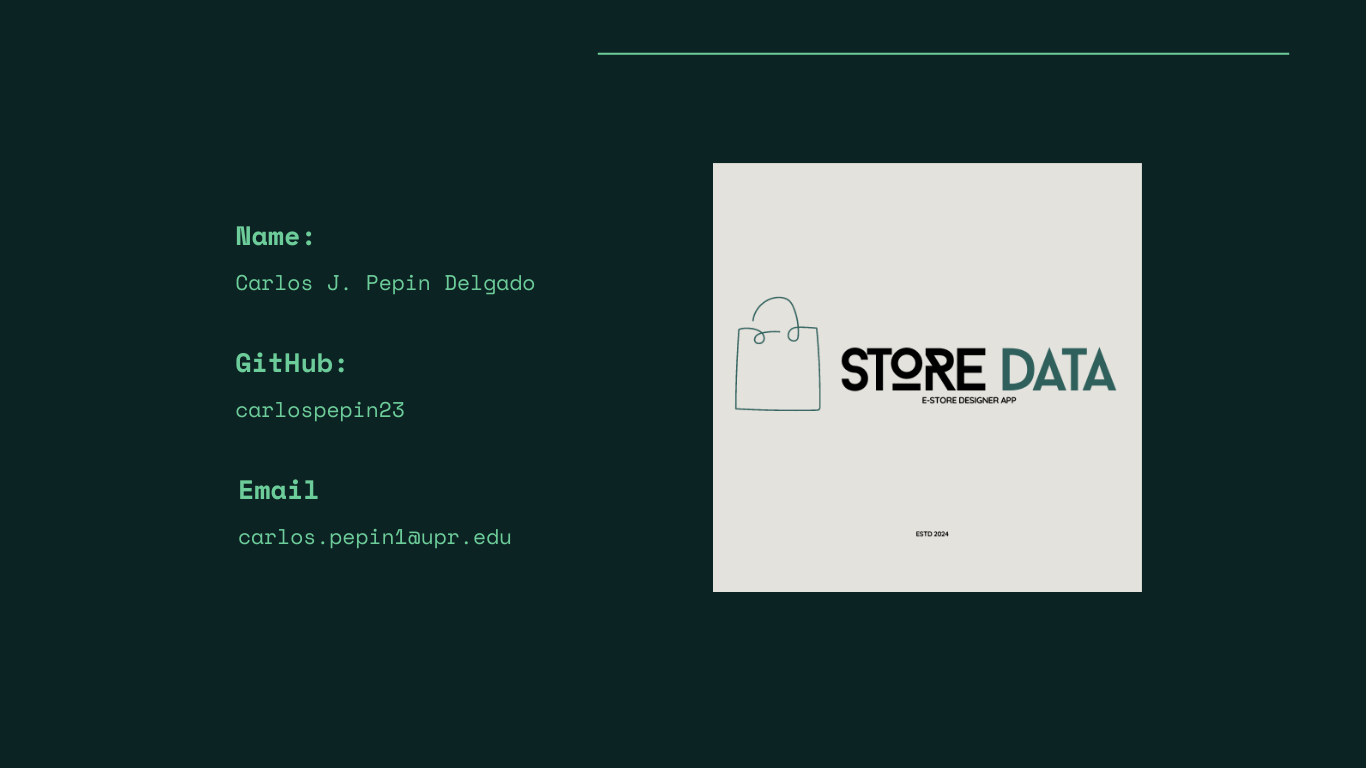 Name:
Carlos J. Pepin Delgado
GitHub:
carlospepin23
Email
carlos.pepin1@upr.edu
STORE DATA
E-STORE DESIGNER APP
ESTD 2024